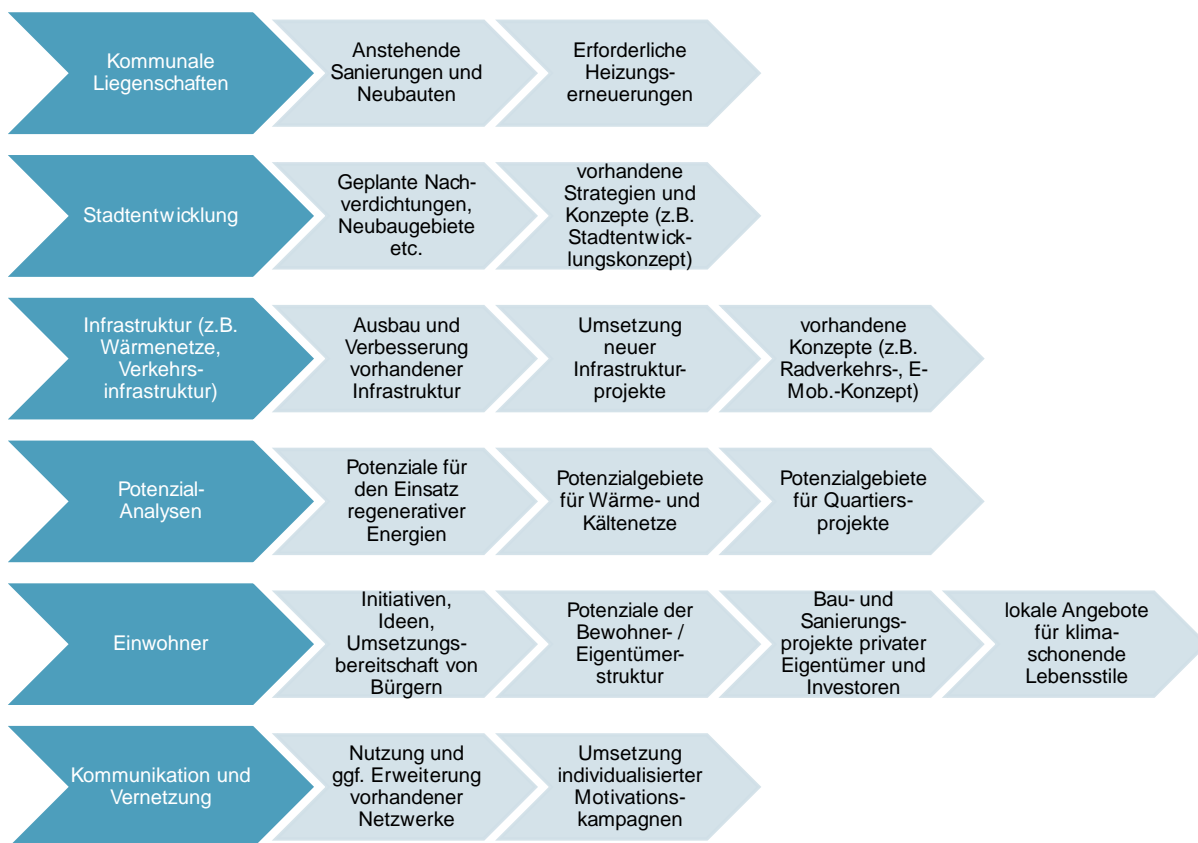 Kommunale
Liegenschaften
Anstehende
Sanierungen und
Neubauten
Erforderliche
Heizungs-
erneuerungen
Stadtentwicklung
Geplante Nach-
verdichtungen,
Neubaugebiete
etc.
vorhandene
Strategien und
Konzepte (z.B.
Stadtentwick-
lungskonzept)
Infrastruktur (z.B.
Wärmenetze,
Verkehrs-
infrastruktur)
Ausbau und
Verbesserung
vorhandener
Infrastruktur
Umsetzung
neuer
Infrastruktur-
projekte
vorhandene
Konzepte (z.B.
Radverkehrs-, E-
Mob.-Konzept)
Potenzial-
Analysen
Potenziale für
den Einsatz
regenerativer
Energien
Potenzialgebiete
für Wärme- und
Kältenetze
Potenzialgebiete
für Quartiers-
projekte
Einwohner
Initiativen,
Ideen,
Umsetzungs-
bereitschaft von
Bürgern
Potenziale der
Bewohner- /
Eigentümer-
struktur
Bau- und
Sanierungs-
projekte privater
Eigentümer und
Investoren
lokale Angebote
für klima-
schonende
Lebensstile
Kommunikation und
Vernetzung
Nutzung und
ggf. Erweiterung
vorhandener
Netzwerke
Umsetzung
individualisierter
Motivations-
kampagnen